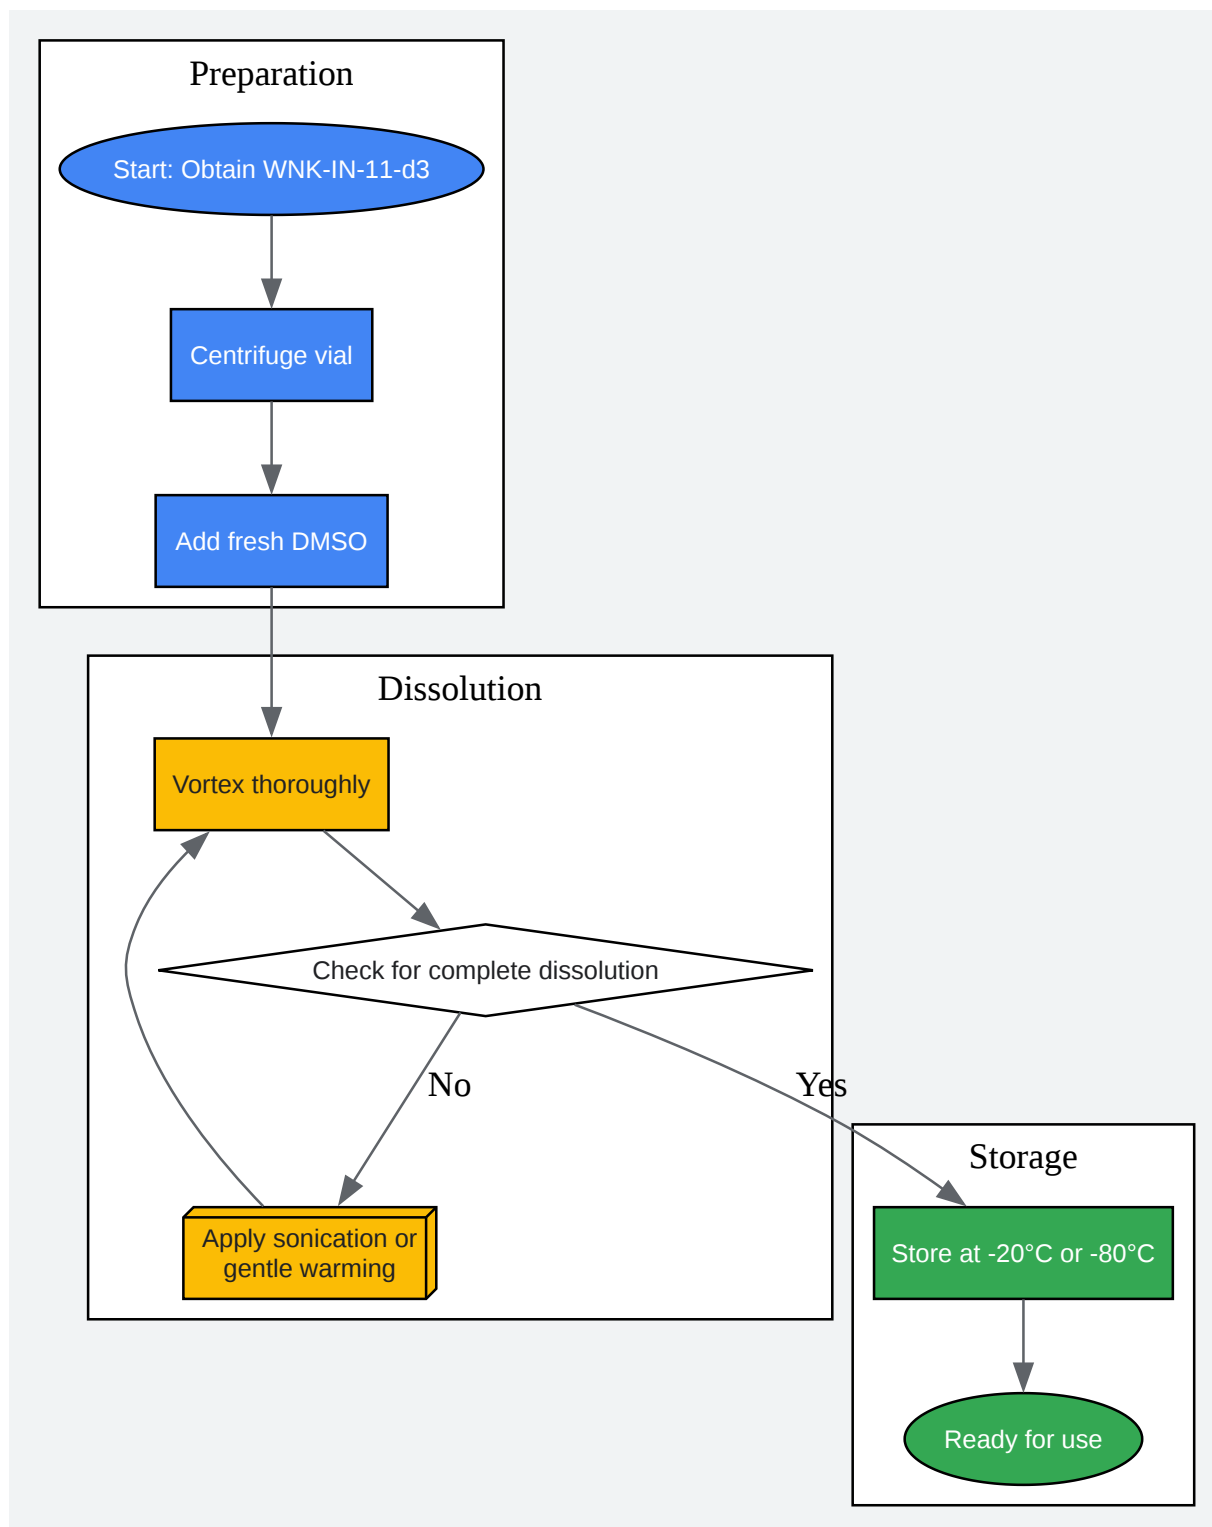 Preparation
Start: Obtain WNK-IN-11-d3
Centrifuge vial
Add fresh DMSO
Dissolution
Vortex thoroughly
Check for complete dissolution
No
Yes
Apply sonication or
gentle warming
Storage
Store at -20°C or -80°C
Ready for use